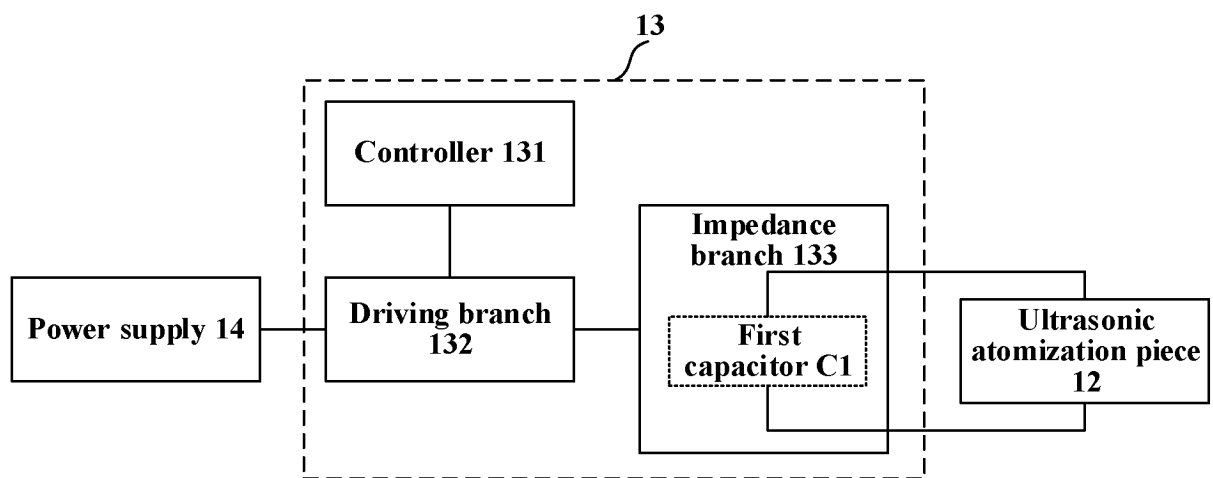 13
Controller 131
Impedance
branch 133
Power supply 14
Driving branch
132
First
capacitor C1
Ultrasonic
atomization piece
12